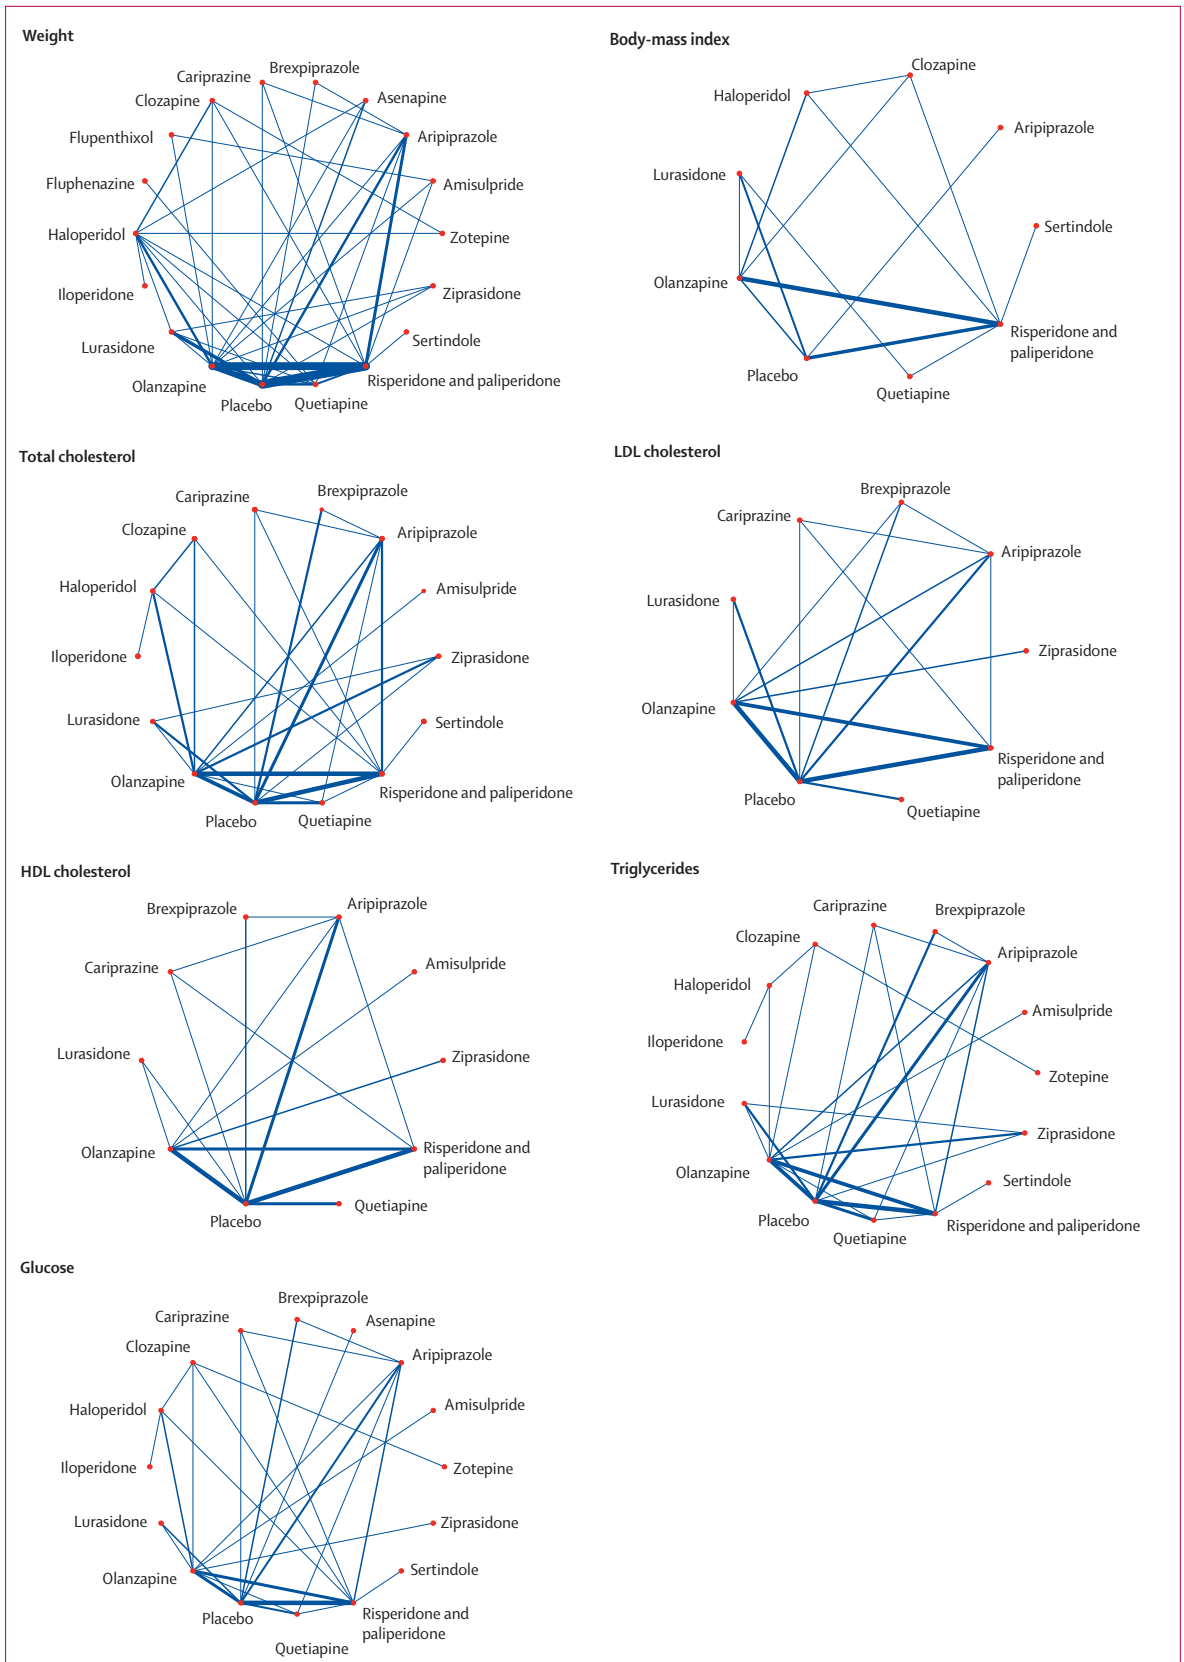 Weight
Brexpiprazole
Cariprazine
Asenapine
Clozapine
Aripiprazole
Flupenthixol
Amisulpride
Fluphenazine
Zotepine
Haloperidol
Ziprasidone
Iloperidone
Sertindole
Lurasidone
Risperidone and paliperidone
Olanzapine
Quetiapine
Placebo
Body-mass index
Clozapine
Haloperidol
Aripiprazole
Lurasidone
Sertindole
Olanzapine
Risperidone and
paliperidone
Placebo
Quetiapine
Total cholesterol
Brexpiprazole
Cariprazine
Clozapine
Aripiprazole
Haloperidol
Amisulpride
Iloperidone
Ziprasidone
Lurasidone
Sertindole
Olanzapine
Risperidone and paliperidone
Placebo
Quetiapine
LDL cholesterol
Brexpiprazole
Cariprazine
Aripiprazole
Lurasidone
Ziprasidone
Olanzapine
Risperidone and
paliperidone
Placebo
Quetiapine
HDL cholesterol
Aripiprazole
Brexpiprazole
Amisulpride
Cariprazine
Lurasidone
Ziprasidone
Olanzapine
Risperidone and
paliperidone
Quetiapine
Placebo
Triglycerides
Cariprazine
Brexpiprazole
Clozapine
Aripiprazole
Haloperidol
Amisulpride
Iloperidone
Zotepine
Lurasidone
Ziprasidone
Olanzapine
Sertindole
Placebo
Risperidone and paliperidone
Quetiapine
Glucose
Brexpiprazole
Cariprazine
Asenapine
Clozapine
Aripiprazole
Haloperidol
Amisulpride
Iloperidone
Zotepine
Lurasidone
Ziprasidone
Olanzapine
Sertindole
Placebo
Risperidone and
paliperidone
Quetiapine